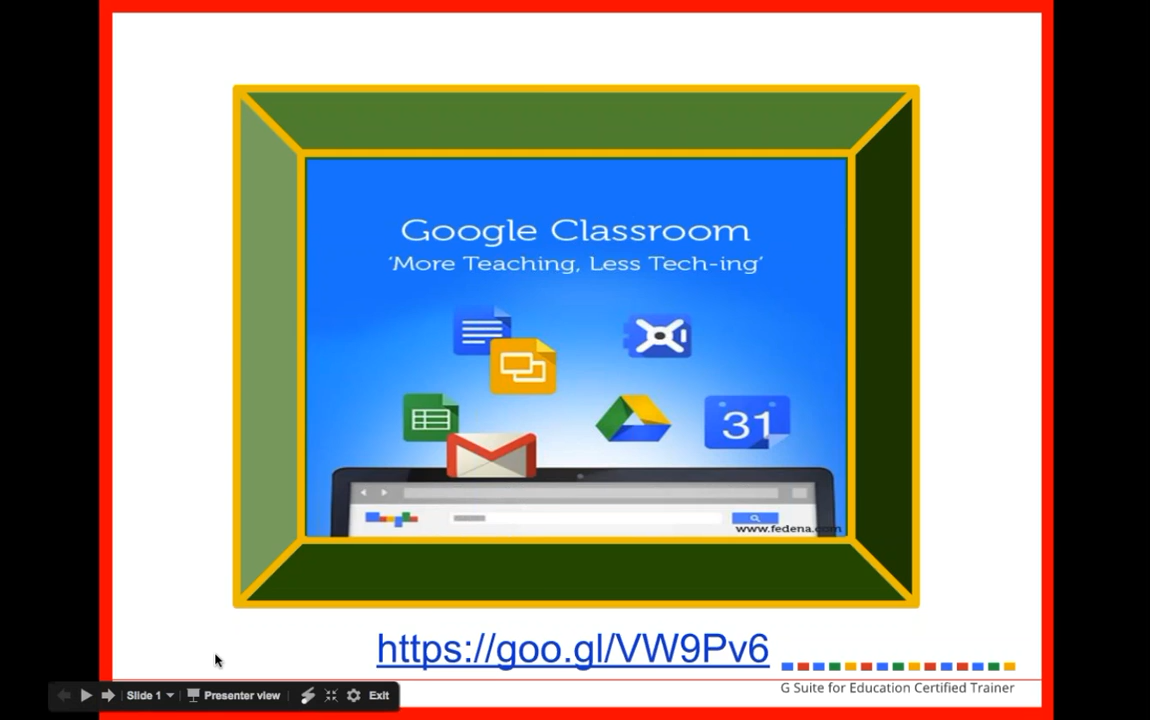 Google Classroom
‘More Teaching, Less Tech-ing’
31
www.fedena.com
https://goo.gl/VW9Pv6
G Suite for Education Certified Trainer
Slide 1
Presenter view
Exit